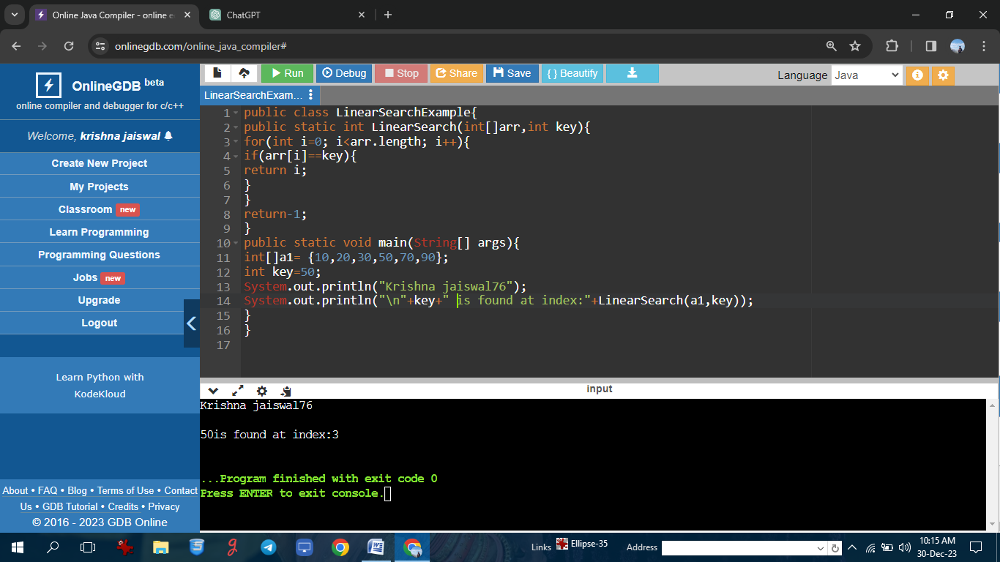 Online Java Compiler - online e
ChatGPT
onlinegdb.com/online_java_compiler#
OnlineGDB beta
online compiler and debugger for c/c++
Welcome, krishna jaiswal
Create New Project
My Projects
Classroom new
Learn Programming
Programming Questions
Jobs new
Upgrade
Logout
Learn Python with
KodeKloud
About • FAQ • Blog • Terms of Use • Contact
Us • GDB Tutorial • Credits • Privacy
© 2016 - 2023 GDB Online
Run Debug Stop Share Save { } Beautify
Language Java
LinearSearchExam...
1 public class LinearSearchExample{
2 public static int LinearSearch(int[]arr,int key){
3 for(int i=0; i<arr.length; i++){
4 if(arr[i]==key){
5 return i;
6 }
7 }
8 return-1;
9 }
10 public static void main(String[] args){
11 int[]a1= {10,20,30,50,70,90};
12 int key=50;
13 System.out.println("Krishna jaiswal76");
14 System.out.println("\n"+key+" is found at index:"+LinearSearch(a1,key));
15 }
16 }
17
input
Krishna jaiswal76
50is found at index:3
...Program finished with exit code 0
Press ENTER to exit console.
Links Ellipse-35 Address
10:15 AM
30-Dec-23